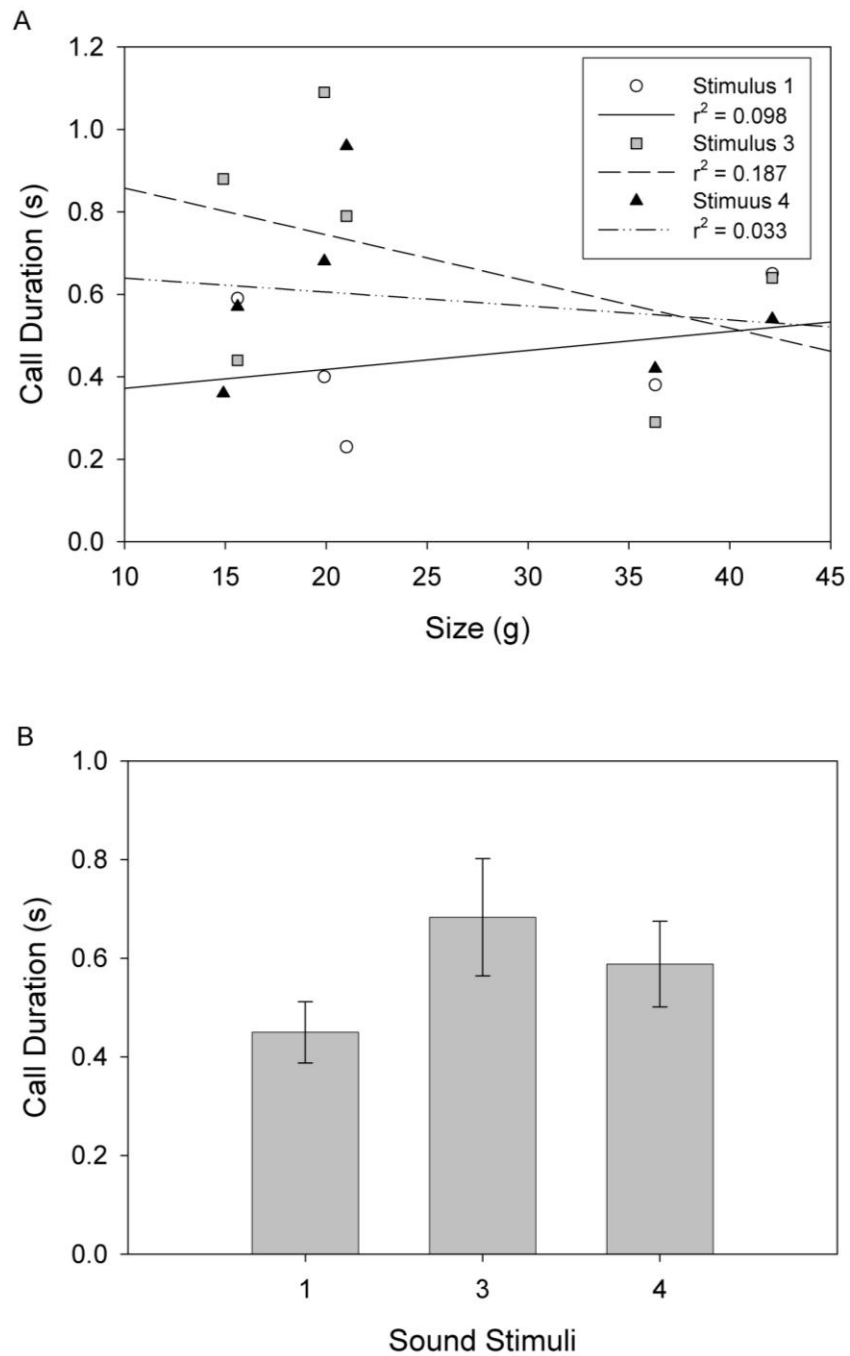 A
1.2
1.0
0.8
0.6
0.4
0.2
0.0
Call Duration (s)
Stimulus 1
r² = 0.098
Stimulus 3
r² = 0.187
Stimuus 4
r² = 0.033
10 15 20 25 30 35 40 45
Size (g)
B
1.0
0.8
0.6
0.4
0.2
0.0
Call Duration (s)
1 3 4
Sound Stimuli